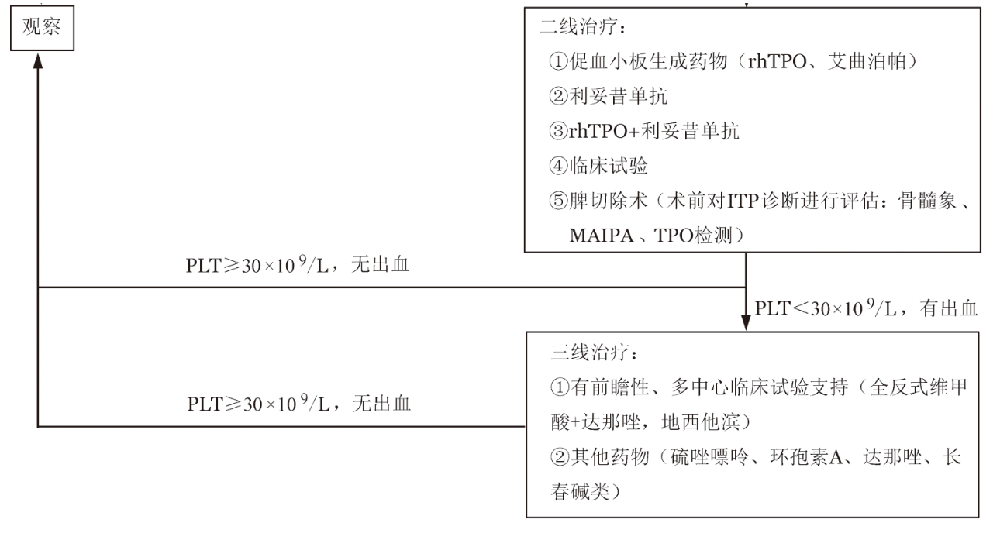 观察
二线治疗：
①促血小板生成药物（rhTPO、艾曲泊帕）
②利妥昔单抗
③rhTPO+利妥昔单抗
④临床试验
⑤脾切除术（术前对ITP诊断进行评估：骨髓象、
MAIPA、TPO检测）
PLT≥30×10⁹/L，无出血
PLT＜30×10⁹/L，有出血
三线治疗：
①有前瞻性、多中心临床试验支持（全反式维甲
酸+达那唑，地西他滨）
②其他药物（硫唑嘌呤、环孢素A、达那唑、长
春碱类）
PLT≥30×10⁹/L，无出血